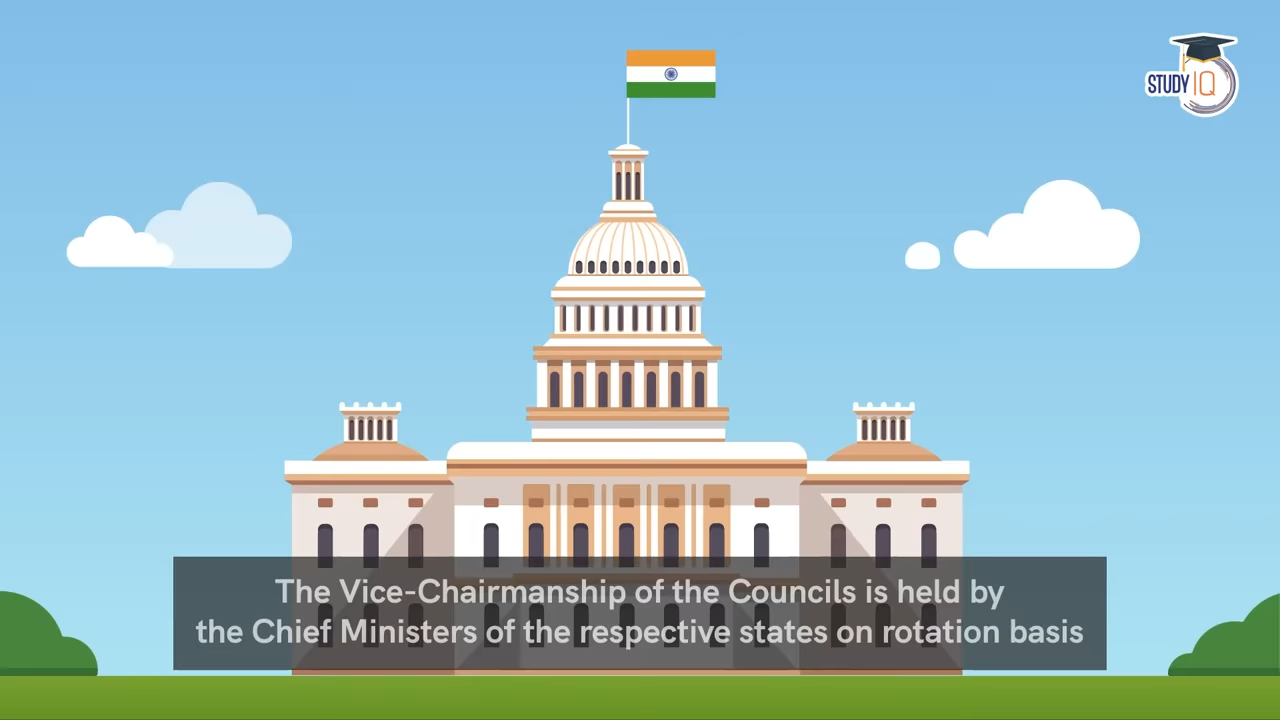 STUDY IQ
The Vice-Chairmanship of the Councils is held by
the Chief Ministers of the respective states on rotation basis